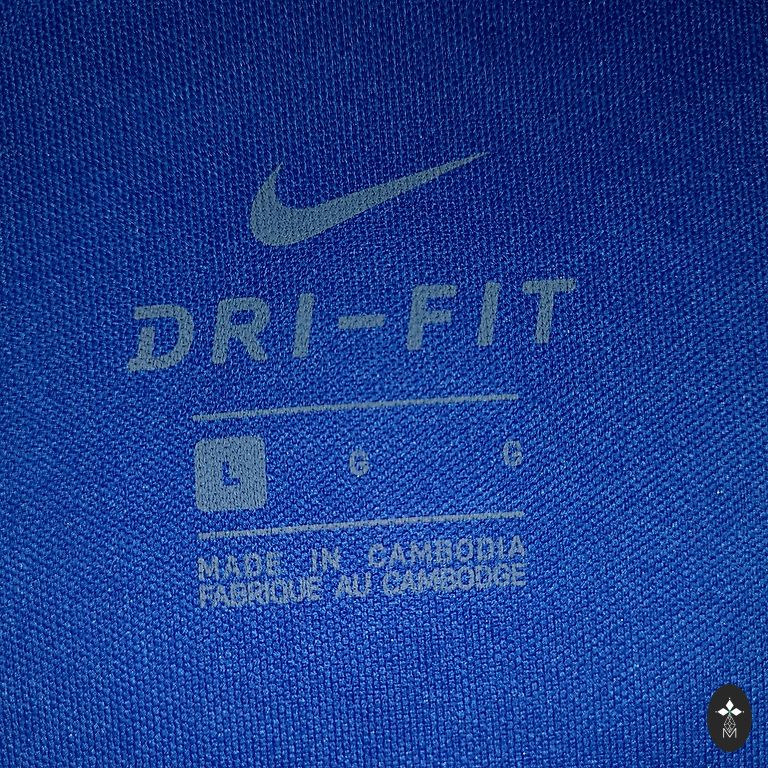 DRI-FIT
L G G
MADE IN CAMBODIA
FABRIQUE AU CAMBODGE
M